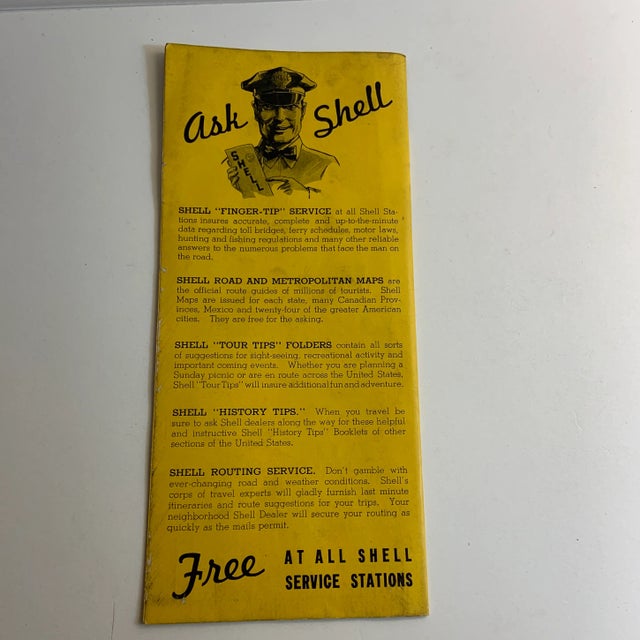 Ask Shell
SHELL
SHELL "FINGER-TIP" SERVICE at all Shell Sta-
tions insures accurate, complete and up-to-the-minute
data regarding toll bridges, ferry schedules, motor laws,
hunting and fishing regulations and many other reliable
answers to the numerous problems that face the man on
the road.
SHELL ROAD AND METROPOLITAN MAPS are
the official route guides of millions of tourists. Shell
Maps are issued for each state, many Canadian Prov-
inces, Mexico and twenty-four of the greater American
cities. They are free for the asking.
SHELL "TOUR TIPS" FOLDERS contain all sorts
of suggestions for sight-seeing, recreational activity and
important coming events. Whether you are planning a
Sunday picnic or are en route across the United States,
Shell "Tour Tips" will insure additional fun and adventure.
SHELL "HISTORY TIPS." When you travel be
sure to ask Shell dealers along the way for these helpful
and instructive Shell "History Tips" Booklets of other
sections of the United States.
SHELL ROUTING SERVICE. Don't gamble with
ever-changing road and weather conditions. Shell's
corps of travel experts will gladly furnish last minute
itineraries and route suggestions for your trips. Your
neighborhood Shell Dealer will secure your routing as
quickly as the mails permit.
Free AT ALL SHELL
SERVICE STATIONS